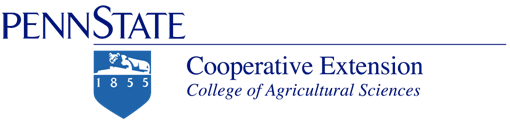 PENNSTATE
1855
Cooperative Extension
College of Agricultural Sciences